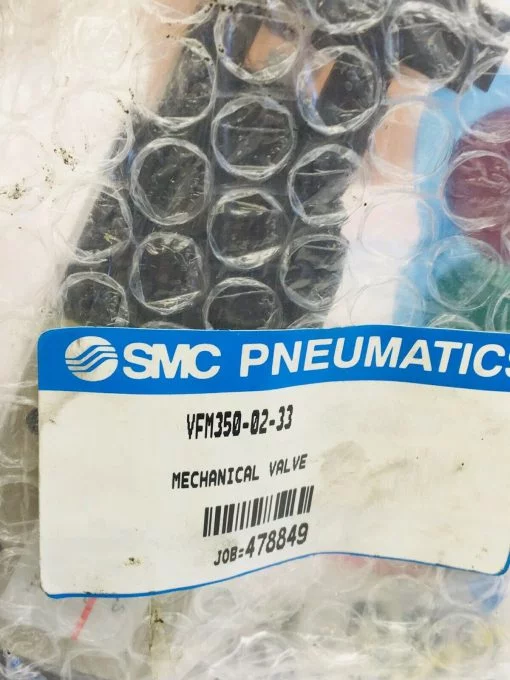 SMC PNEUMATICS
VFM350-02-33
MECHANICAL VALVE
JOB=478849